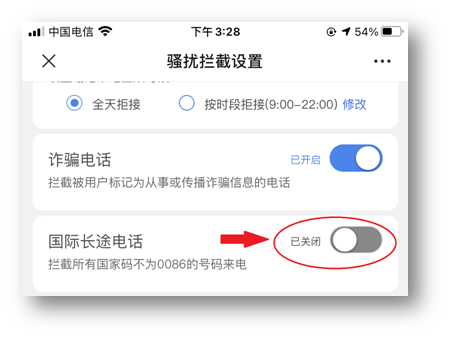 中国电信 下午3:28 54%
骚扰拦截设置
全天拒接 按时段拒接(9:00-22:00) 修改
诈骗电话 已开启
拦截被用户标记为从事或传播诈骗信息的电话
国际长途电话 已关闭
拦截所有国家码不为0086的号码来电